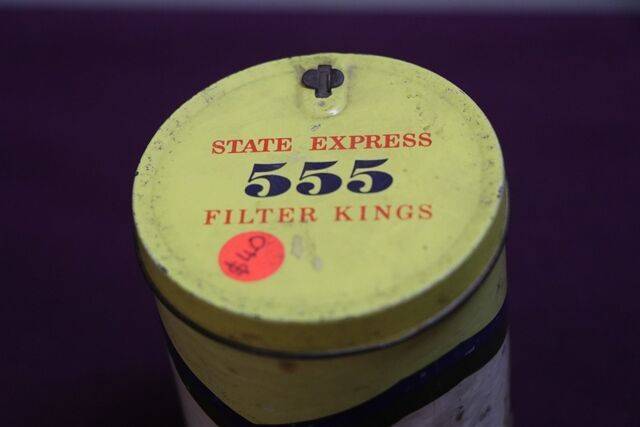 STATE EXPRESS
555
FILTER KINGS
$40